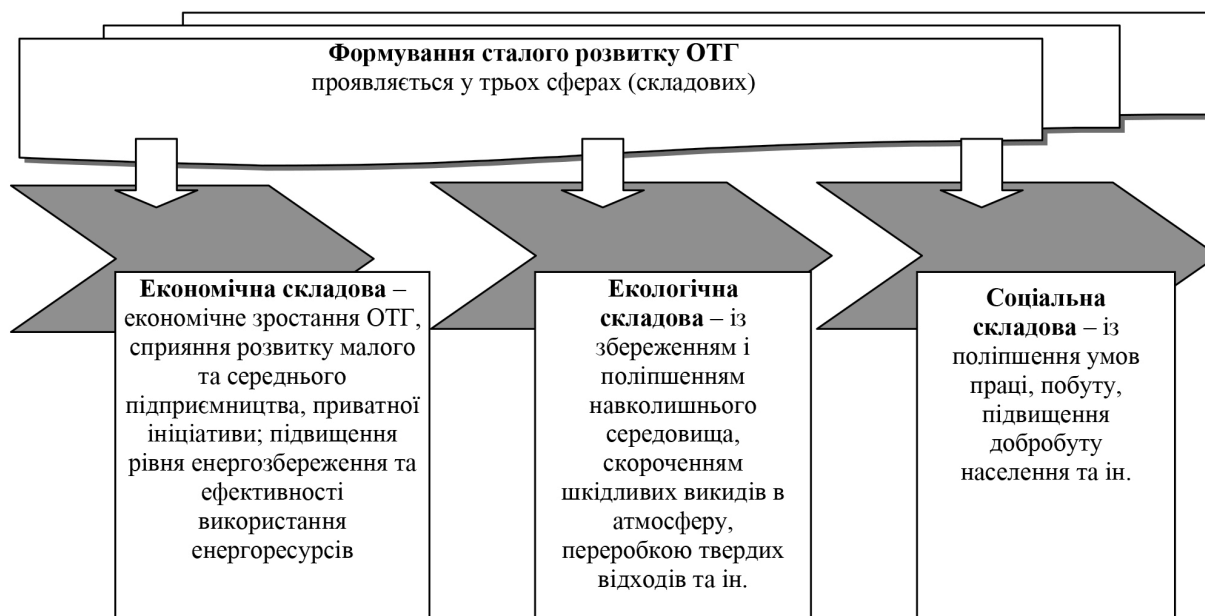 Формування сталого розвитку ОТГ
проявляється у трьох сферах (складових)
Економічна складова –
економічне зростання ОТГ,
сприяння розвитку малого
та середнього
підприємництва, приватної
ініціативи; підвищення
рівня енергозбереження та
ефективності
використання
енергоресурсів
Екологічна
складова – із
збереженням і
поліпшенням
навколишнього
середовища,
скороченням
шкідливих викидів в
атмосферу,
переробкою твердих
відходів та ін.
Соціальна
складова – із
поліпшення умов
праці, побуту,
підвищення
добробуту
населення та ін.